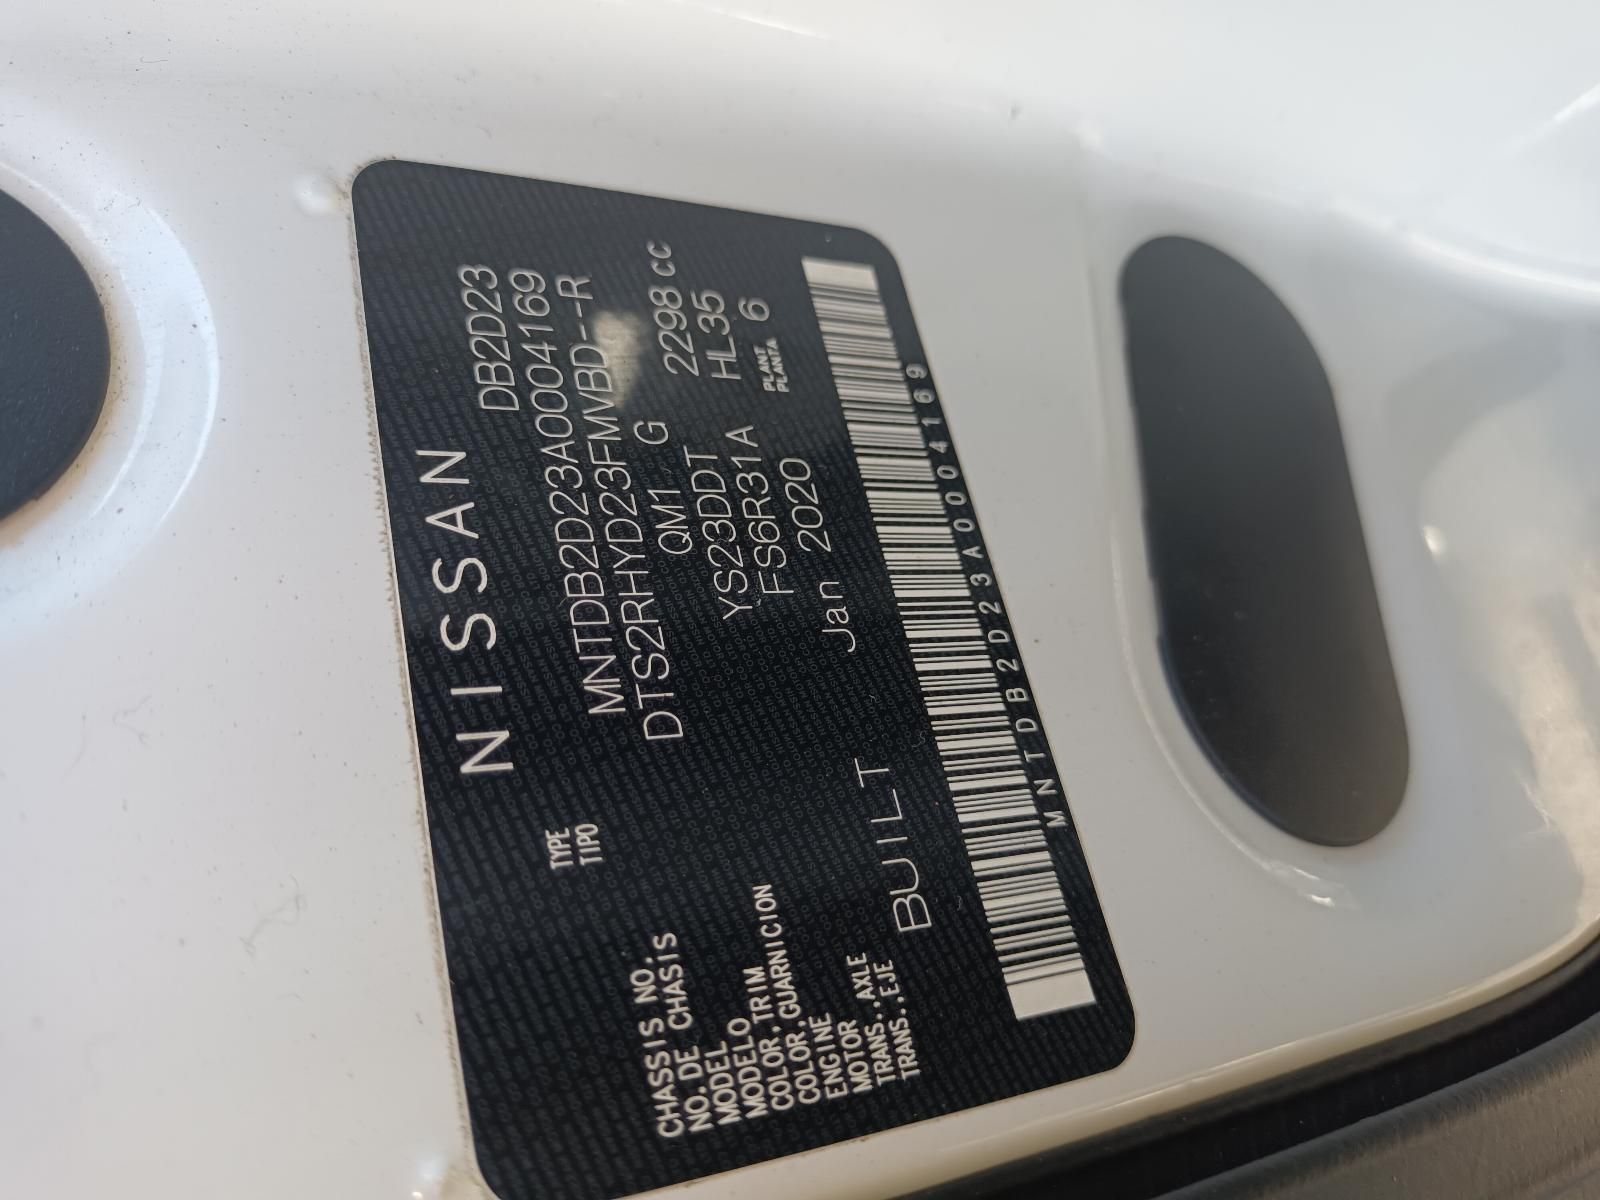 NISSAN
TYPE DB2D23
TIPO
CHASSIS NO. MNTDB2D23A0004169
NO. DE CHASIS
MODEL DTS2RHYD23FMVBD--R
MODELO
COLOR,TRIM QM1 G
COLOR,GUARNICION
ENGINE YS23DDT 2298 cc
MOTOR
TRANS.,AXLE FS6R31A HL35
TRANS.,EJE
BUILT Jan 2020 PLANT 6
PLANTA
MNTDB2D23A0004169